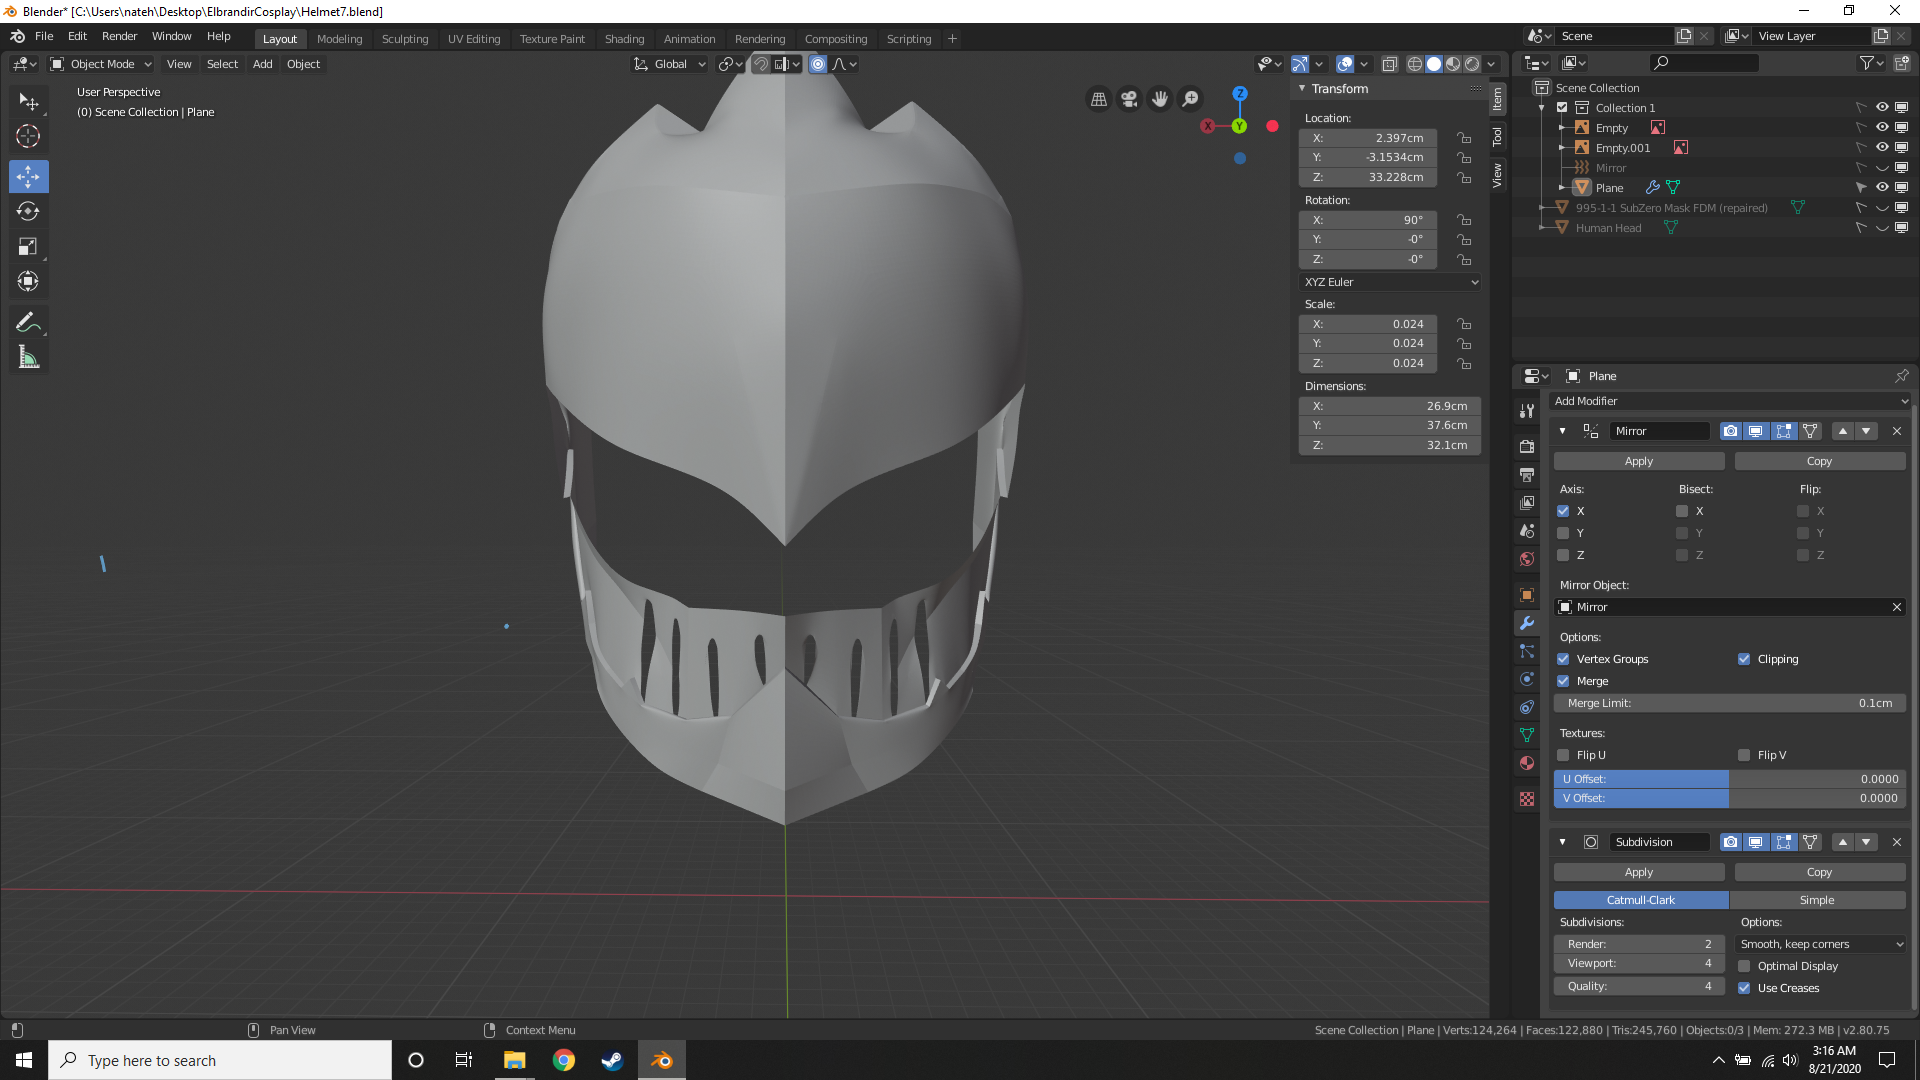 Blender* [C:\Users\nateh\Desktop\ElbrandirCosplay\Helmet7.blend]
File Edit Render Window Help
Layout Modeling Sculpting UV Editing Texture Paint Shading Animation Rendering Compositing Scripting +
Scene
View Layer
Object Mode View Select Add Object
Global
User Perspective
(0) Scene Collection | Plane
Z
X
Y
Item
Tool
View
Transform
Location:
X: 2.397cm
Y: -3.1534cm
Z: 33.228cm
Rotation:
X: 90°
Y: -0°
Z: -0°
XYZ Euler
Scale:
X: 0.024
Y: 0.024
Z: 0.024
Dimensions:
X: 26.9cm
Y: 37.6cm
Z: 32.1cm
Scene Collection
Collection 1
Empty
Empty.001
Mirror
Plane
995-1-1 SubZero Mask FDM (repaired)
Human Head
Plane
Add Modifier
Mirror
Apply Copy
Axis: Bisect: Flip:
X X X
Y Y Y
Z Z Z
Mirror Object:
Mirror
Options:
Vertex Groups Clipping
Merge
Merge Limit: 0.1cm
Textures:
Flip U Flip V
U Offset: 0.0000
V Offset: 0.0000
Subdivision
Apply Copy
Catmull-Clark Simple
Subdivisions: Options:
Render: 2 Smooth, keep corners
Viewport: 4 Optimal Display
Quality: 4 Use Creases
Pan View
Context Menu
Scene Collection | Plane | Verts:124,264 | Faces:122,880 | Tris:245,760 | Objects:0/3 | Mem: 272.3 MB | v2.80.75
Type here to search
3:16 AM
8/21/2020